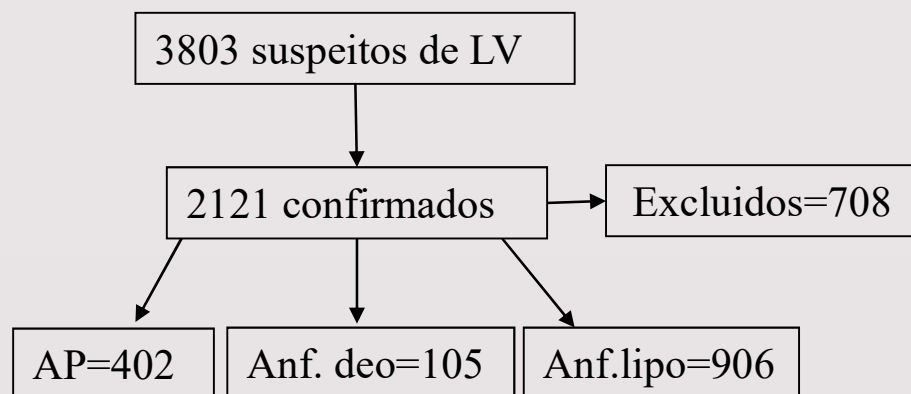 3803 suspeitos de LV
2121 confirmados
Excluidos=708
AP=402
Anf. deo=105
Anf.lipo=906